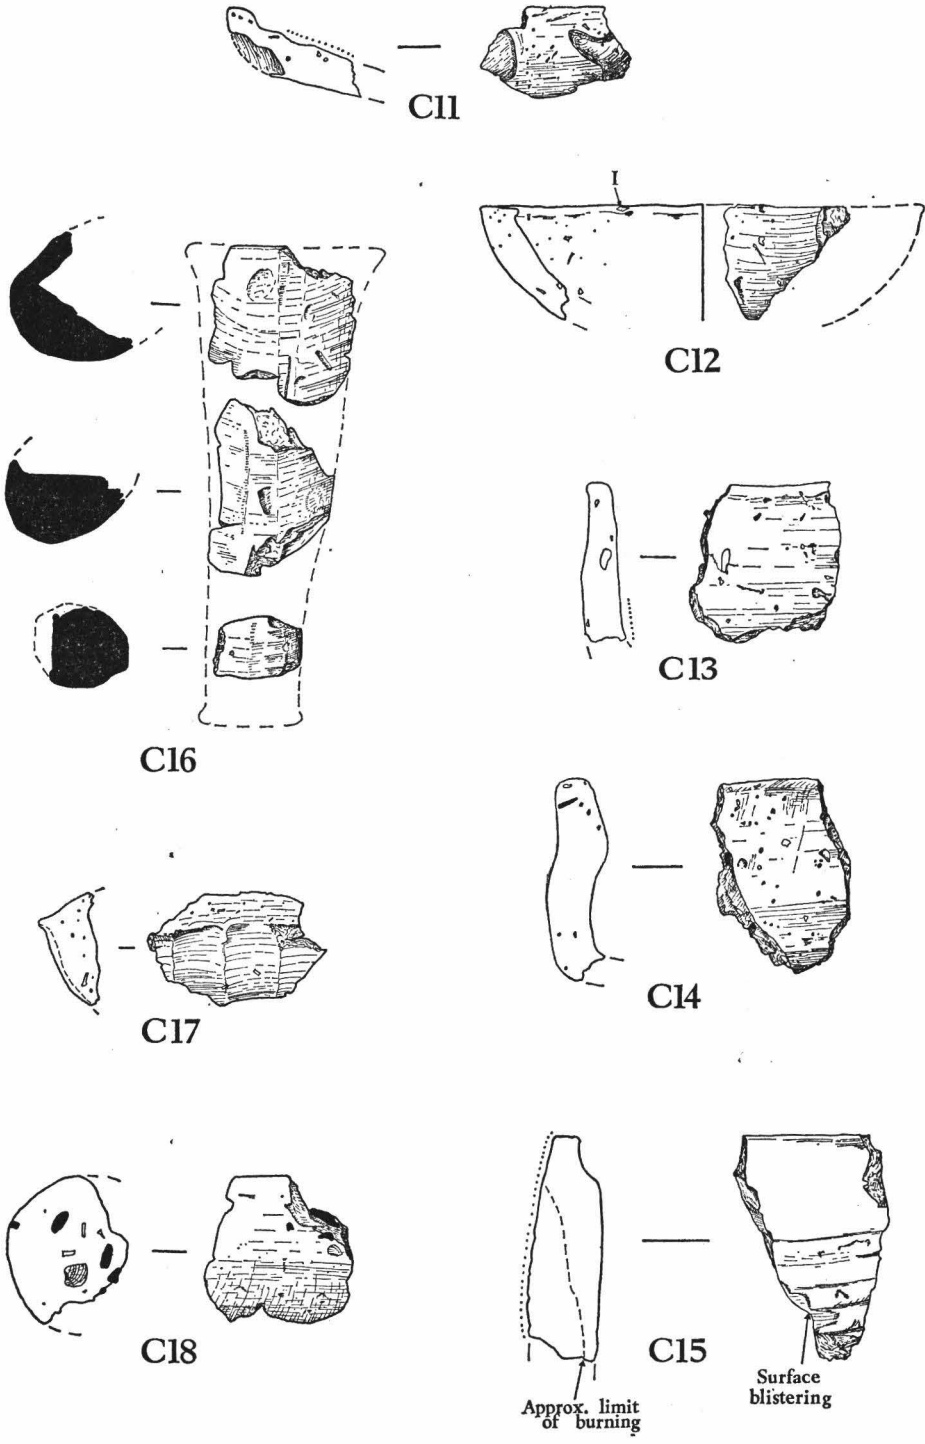 C11
I
C12
C13
C16
C14
C17
C18
C15
Surface
blistering
Approx. limit
of burning